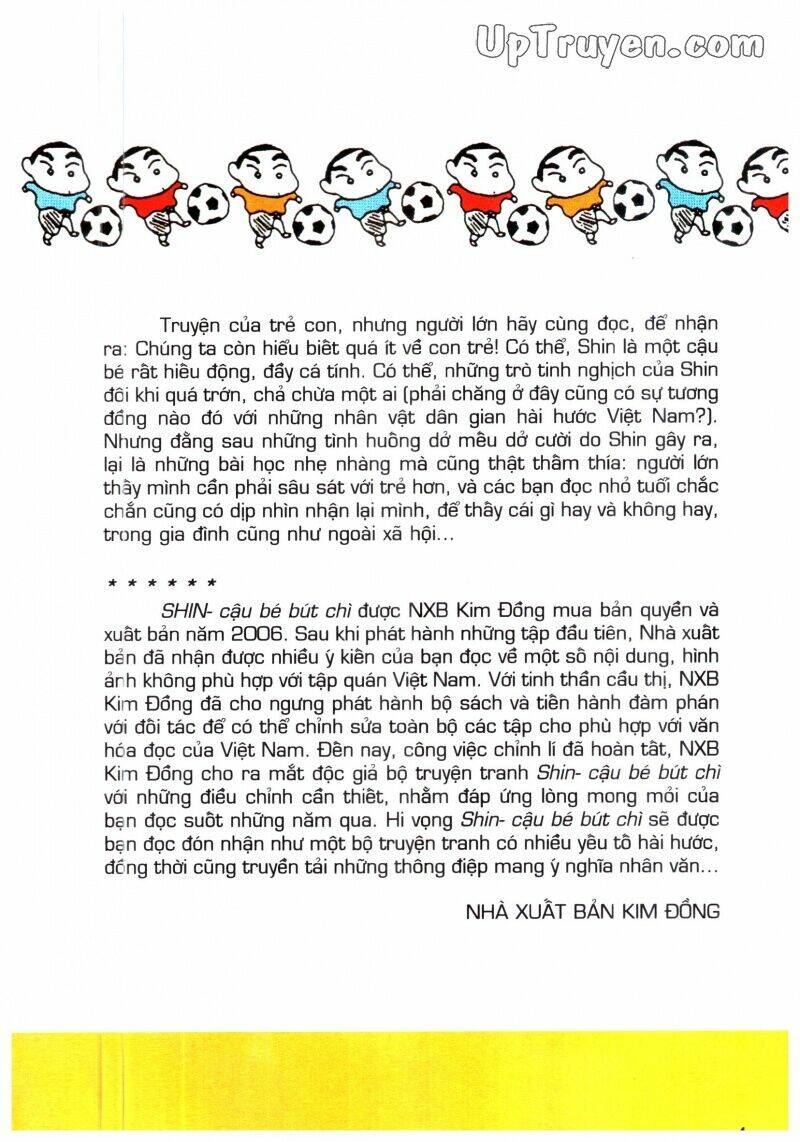 UpTruyen.com
Truyện của trẻ con, nhưng người lớn hãy cùng đọc, để nhận
ra: Chúng ta còn hiểu biết quá ít về con trẻ! Có thể, Shin là một cậu
bé rất hiếu động, đầy cá tính. Có thể, những trò tinh nghịch của Shin
đôi khi quá trớn, chả chừa một ai (phải chăng ở đây cũng có sự tương
đồng nào đó với những nhân vật dân gian hài hước Việt Nam?).
Nhưng đằng sau những tình huống dở mếu dở cười do Shin gây ra,
lại là những bài học nhẹ nhàng mà cũng thật thấm thía: người lớn
thấy mình cần phải sâu sát với trẻ hơn, và các bạn đọc nhỏ tuổi chắc
chắn cũng có dịp nhìn nhận lại mình, để thấy cái gì hay và không hay,
trong gia đình cũng như ngoài xã hội...
* * * * * *
SHIN- cậu bé bút chì được NXB Kim Đồng mua bản quyền và
xuất bản năm 2006. Sau khi phát hành những tập đầu tiên, Nhà xuất
bản đã nhận được nhiều ý kiến của bạn đọc về một số nội dung, hình
ảnh không phù hợp với tập quán Việt Nam. Với tinh thần cầu thị, NXB
Kim Đồng đã cho ngưng phát hành bộ sách và tiến hành đàm phán
với đối tác để có thể chỉnh sửa toàn bộ các tập cho phù hợp với văn
hóa đọc của Việt Nam. Đến nay, công việc chỉnh lí đã hoàn tất, NXB
Kim Đồng cho ra mắt độc giả bộ truyện tranh Shin- cậu bé bút chì
với những điều chỉnh cần thiết, nhằm đáp ứng lòng mong mỏi của
bạn đọc suốt những năm qua. Hi vọng Shin- cậu bé bút chì sẽ được
bạn đọc đón nhận như một bộ truyện tranh có nhiều yếu tố hài hước,
đồng thời cũng truyền tải những thông điệp mang ý nghĩa nhân văn...
NHÀ XUẤT BẢN KIM ĐỒNG